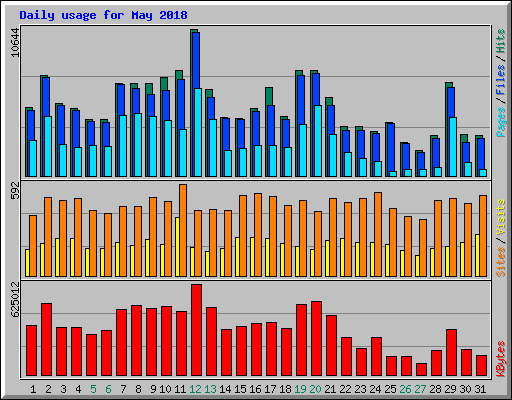 Daily usage for May 2018
10644
Pages / Files / Hits
592
Sites / Visits
625012
KBytes
1 2 3 4 5 6 7 8 9 10 11 12 13 14 15 16 17 18 19 20 21 22 23 24 25 26 27 28 29 30 31